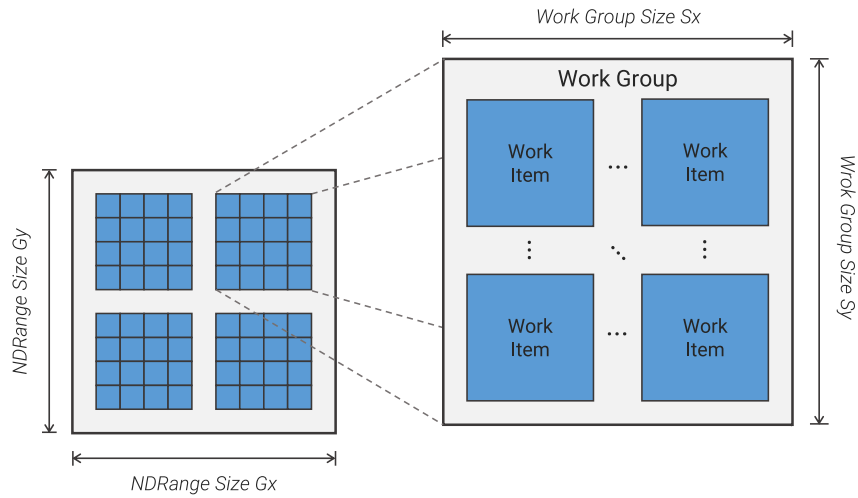 Work Group Size Sx
Work Group
Work
Item
...
Work
Item
Work
Item
...
Work
Item
Wrok Group Size Sy
NDRange Size Gy
NDRange Size Gx